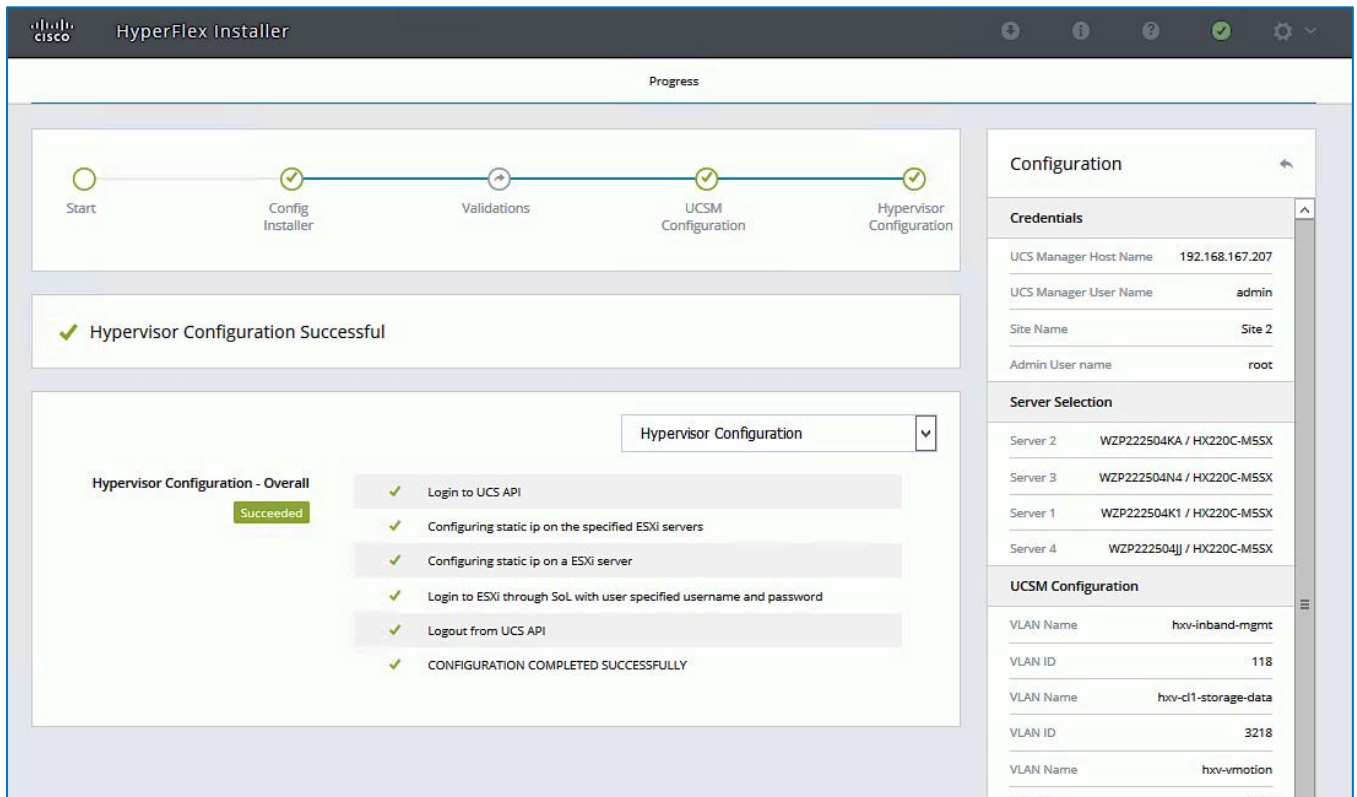 cisco
HyperFlex Installer
Progress
Start
Config
Installer
Validations
UCSM
Configuration
Hypervisor
Configuration
Hypervisor Configuration Successful
Hypervisor Configuration
Hypervisor Configuration - Overall
Succeeded
Login to UCS API
Configuring static ip on the specified ESXi servers
Configuring static ip on a ESXi server
Login to ESXi through SoL with user specified username and password
Logout from UCS API
CONFIGURATION COMPLETED SUCCESSFULLY
Configuration
Credentials
UCS Manager Host Name 192.168.167.207
UCS Manager User Name admin
Site Name Site 2
Admin User name root
Server Selection
Server 2 WZP222504KA / HX220C-M5SX
Server 3 WZP222504N4 / HX220C-M5SX
Server 1 WZP222504K1 / HX220C-M5SX
Server 4 WZP222504JJ / HX220C-M5SX
UCSM Configuration
VLAN Name hxv-inband-mgmt
VLAN ID 118
VLAN Name hxv-cl1-storage-data
VLAN ID 3218
VLAN Name hxv-vmotion